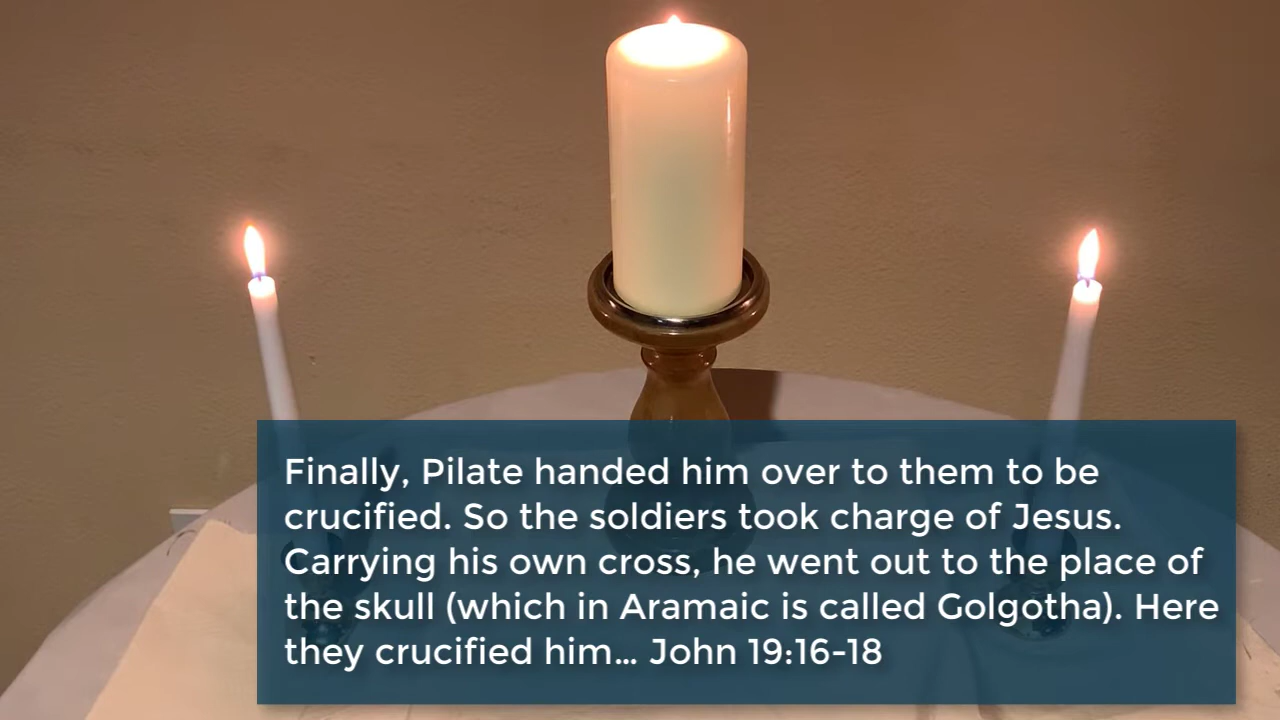 Finally, Pilate handed him over to them to be
crucified. So the soldiers took charge of Jesus.
Carrying his own cross, he went out to the place of
the skull (which in Aramaic is called Golgotha). Here
they crucified him... John 19:16-18